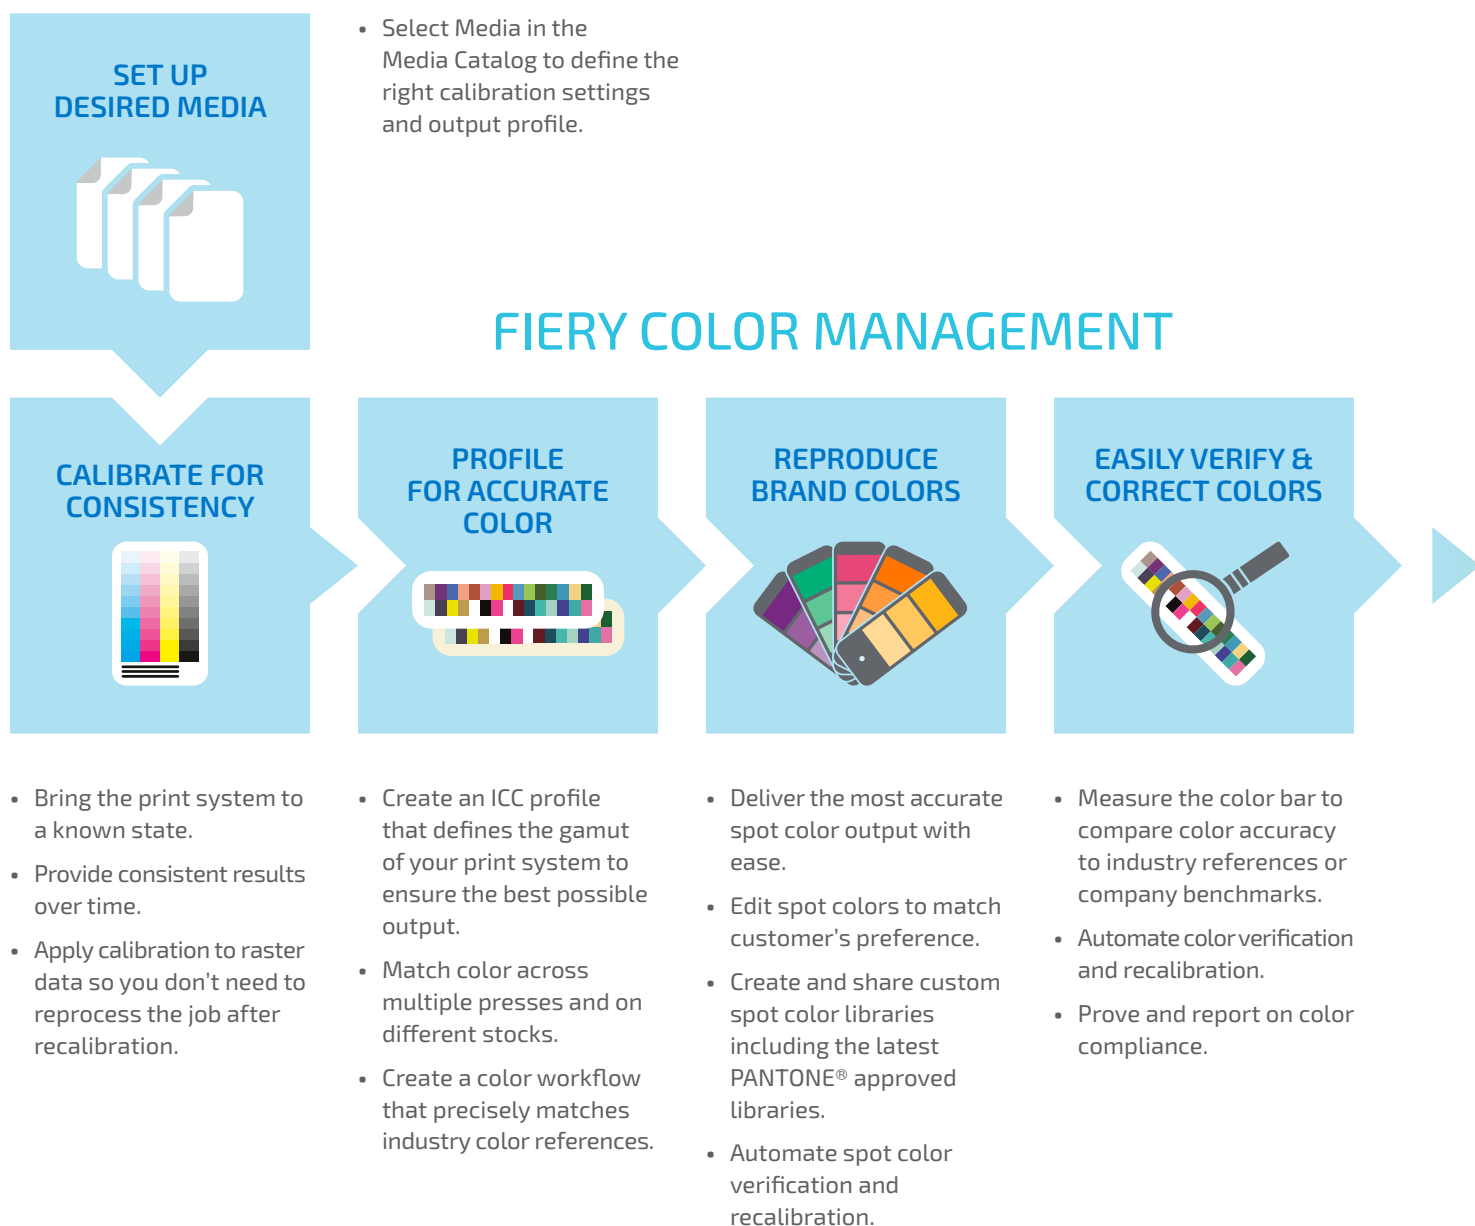 SET UP
DESIRED MEDIA
• Select Media in the
Media Catalog to define the
right calibration settings
and output profile.
FIERY COLOR MANAGEMENT
CALIBRATE FOR
CONSISTENCY
• Bring the print system to
a known state.
• Provide consistent results
over time.
• Apply calibration to raster
data so you don’t need to
reprocess the job after
recalibration.
PROFILE
FOR ACCURATE
COLOR
• Create an ICC profile
that defines the gamut
of your print system to
ensure the best possible
output.
• Match color across
multiple presses and on
different stocks.
• Create a color workflow
that precisely matches
industry color references.
REPRODUCE
BRAND COLORS
• Deliver the most accurate
spot color output with
ease.
• Edit spot colors to match
customer’s preference.
• Create and share custom
spot color libraries
including the latest
PANTONE® approved
libraries.
• Automate spot color
verification and
recalibration.
EASILY VERIFY &
CORRECT COLORS
• Measure the color bar to
compare color accuracy
to industry references or
company benchmarks.
• Automate color verification
and recalibration.
• Prove and report on color
compliance.